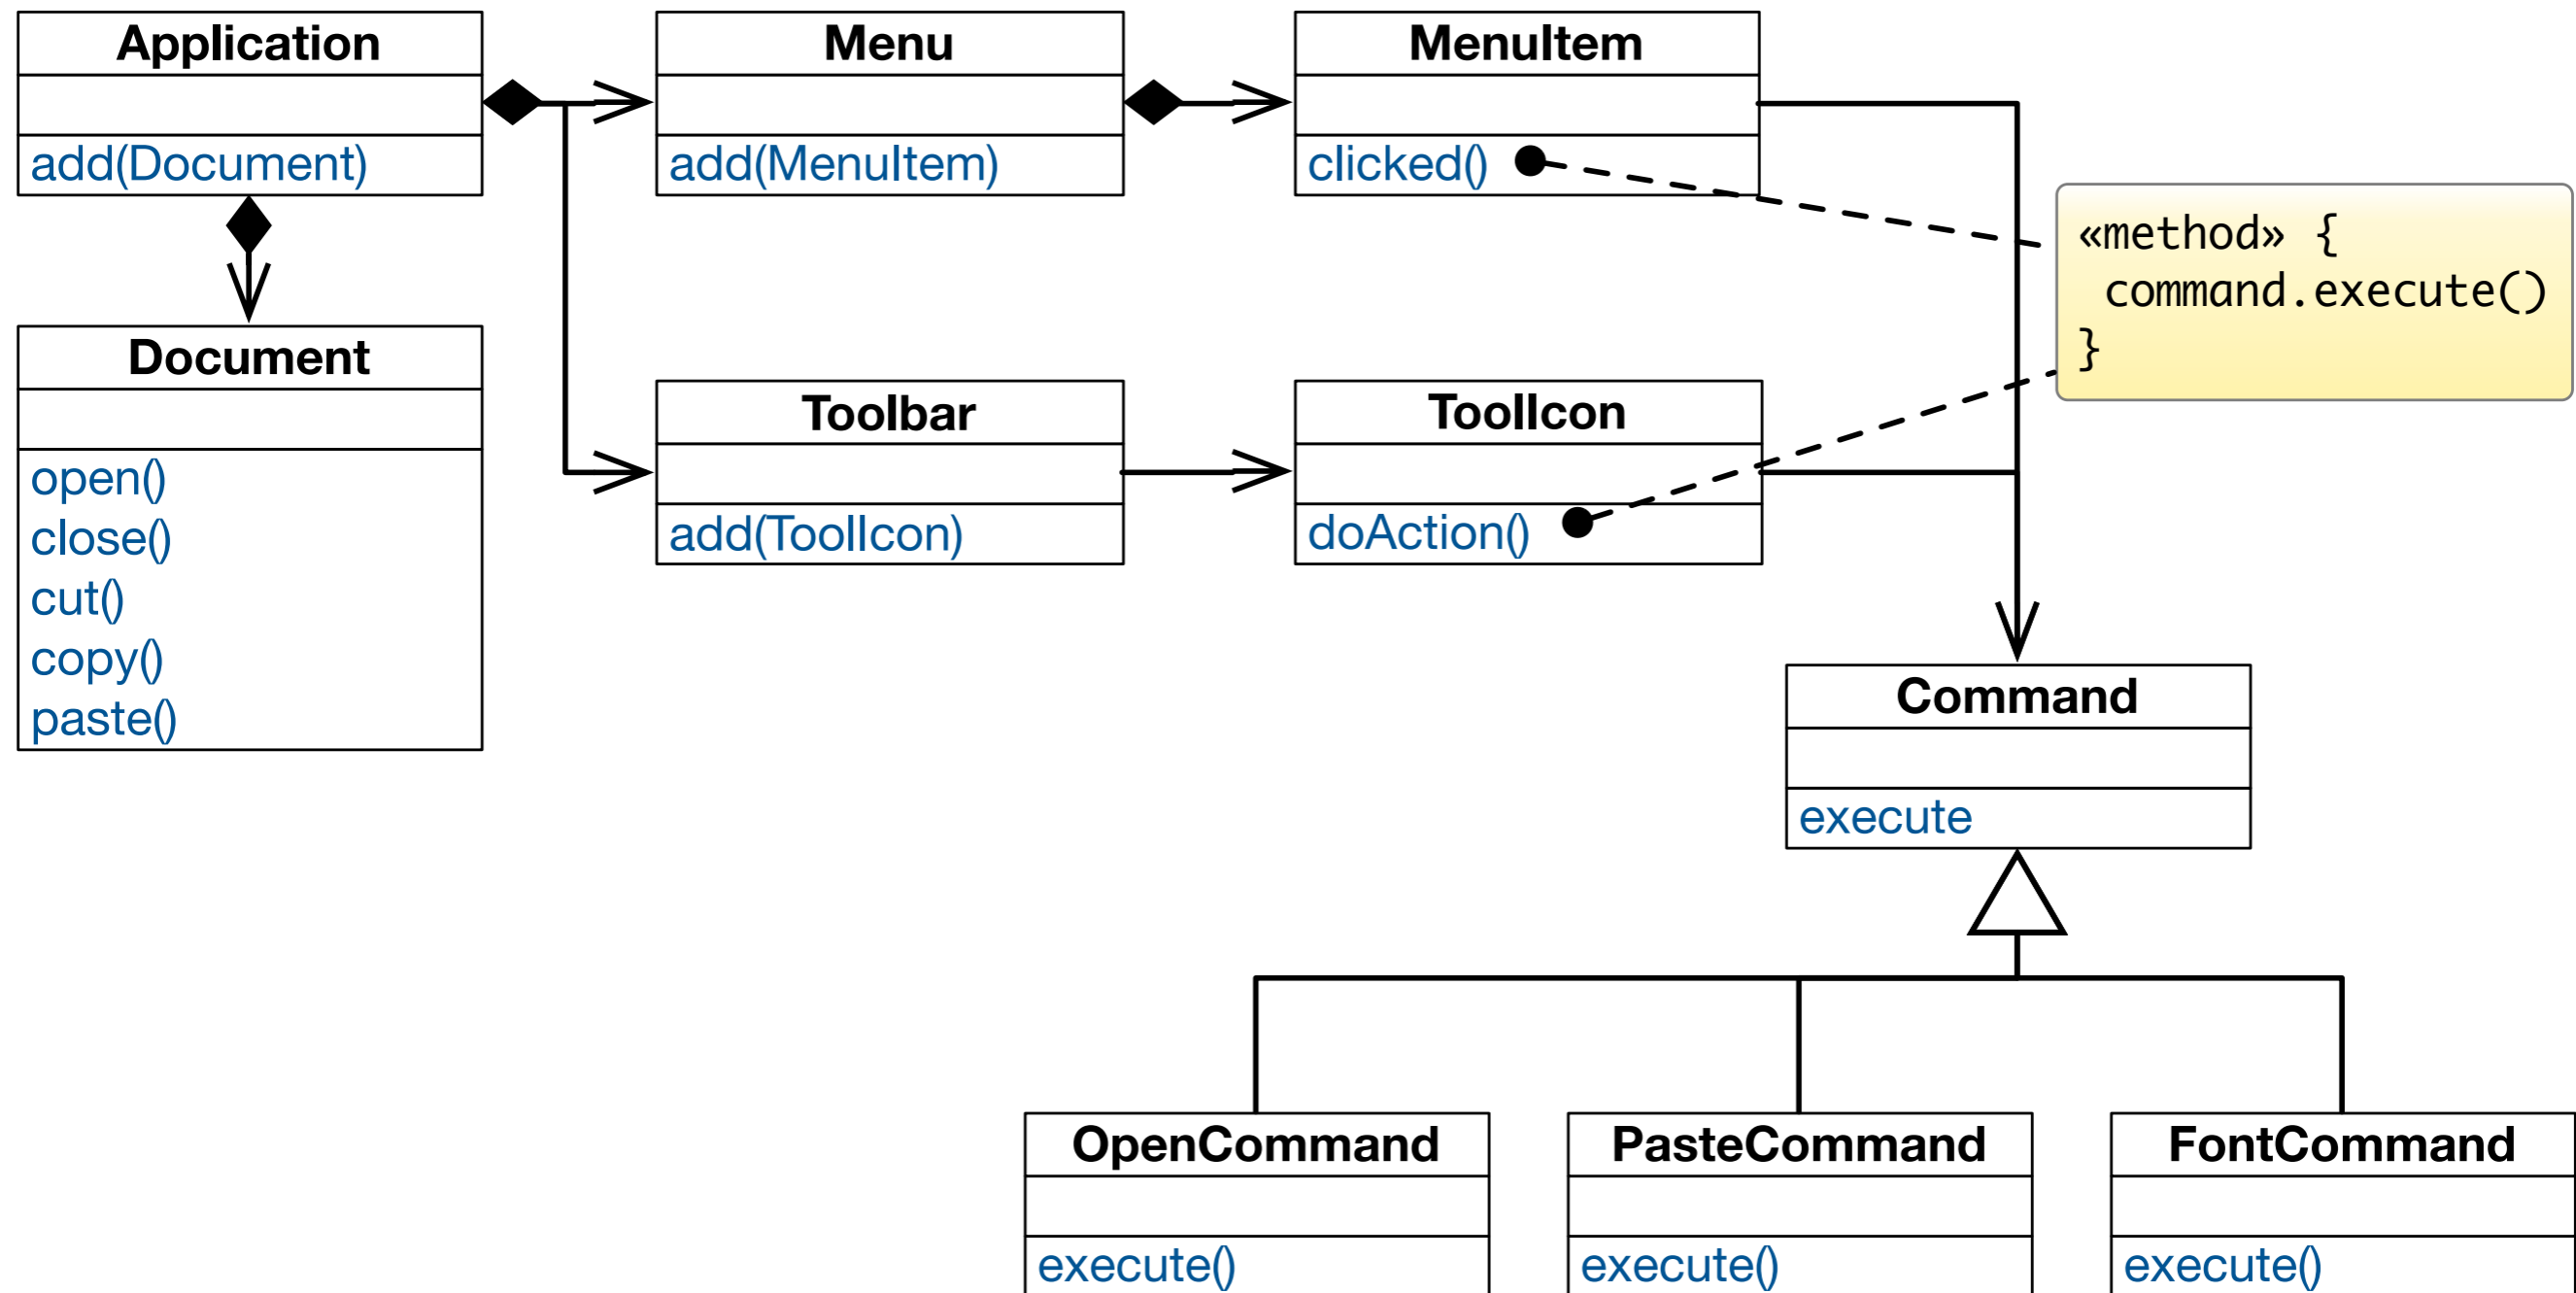 Application
add(Document)
Menu
add(MenuItem)
MenuItem
clicked()
«method» {
command.execute()
}
Document
open()
close()
cut()
copy()
paste()
Toolbar
add(ToolIcon)
ToolIcon
doAction()
Command
execute
OpenCommand
execute()
PasteCommand
execute()
FontCommand
execute()